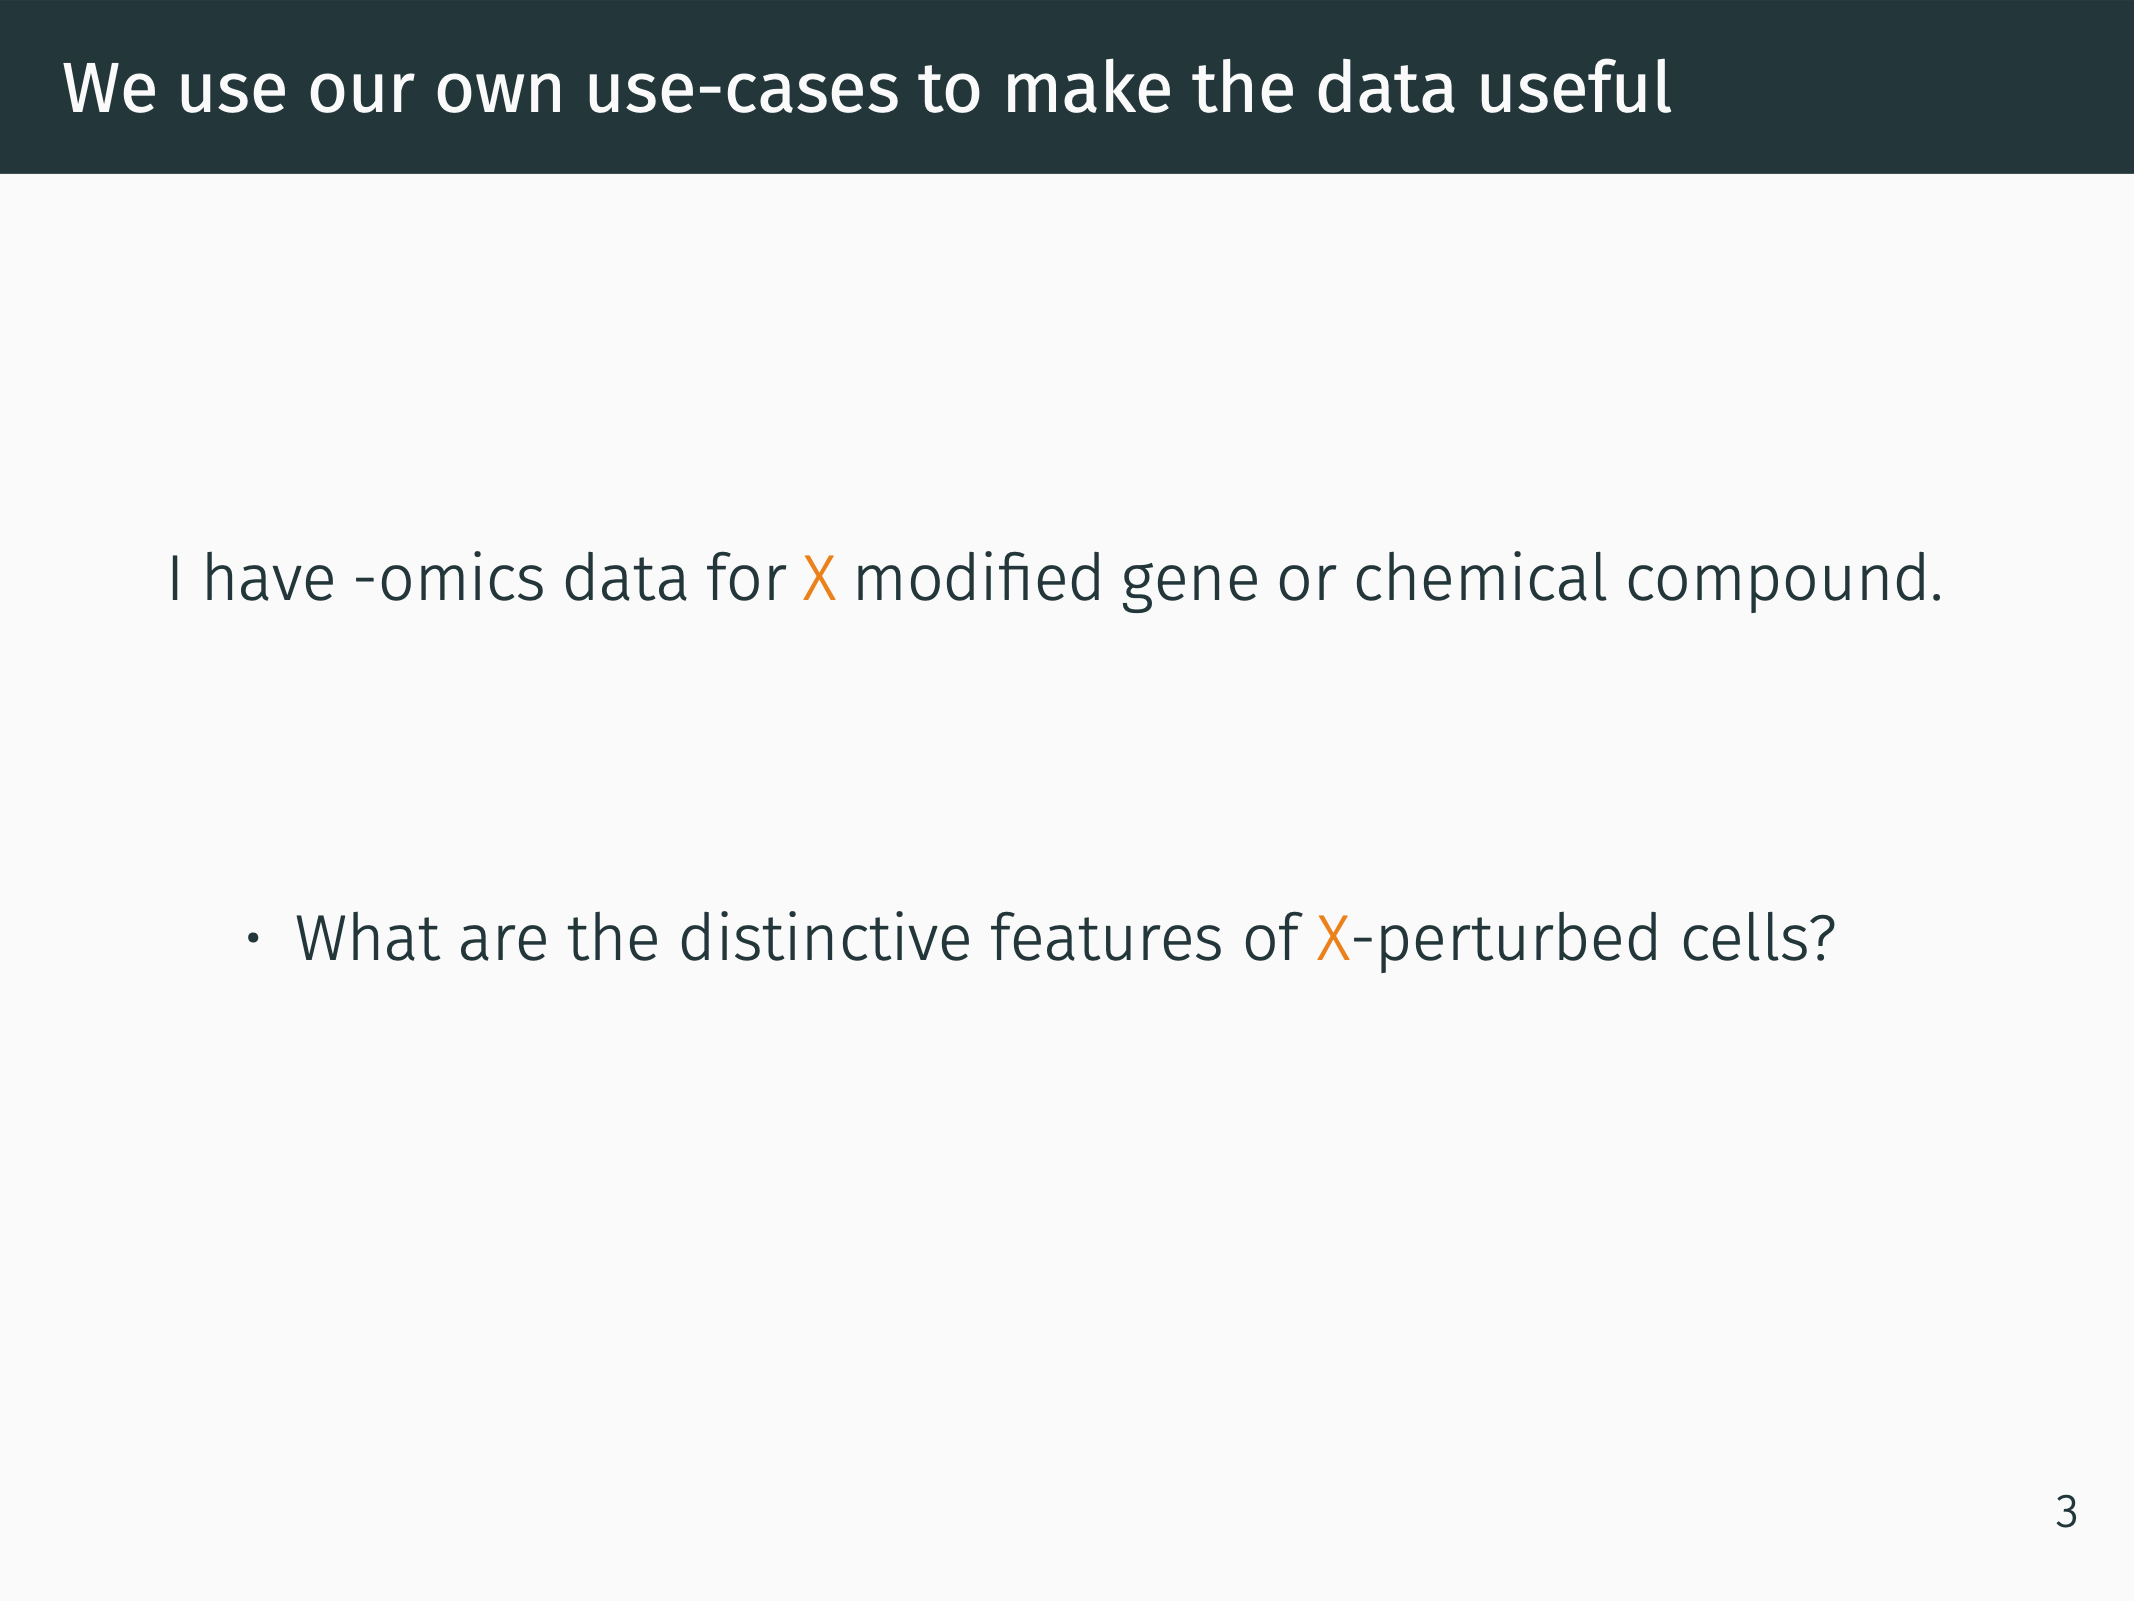 We use our own use-cases to make the data useful
I have -omics data for X modified gene or chemical compound.
• What are the distinctive features of X-perturbed cells?
3